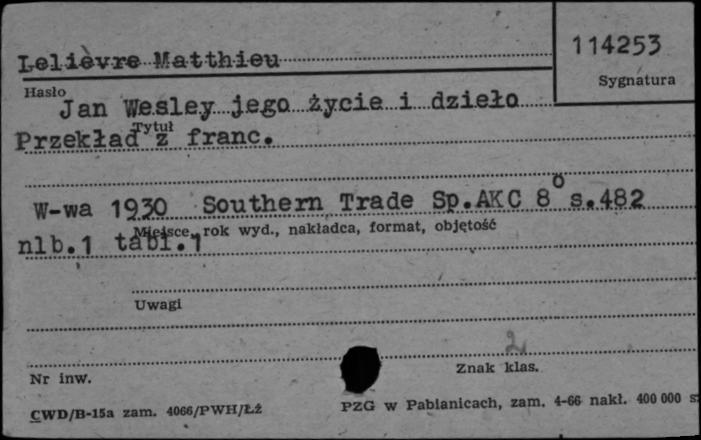 Lelièvre Matthieu
114253
Sygnatura
Hasło
Jan Wesley jego życie i dzieło
Tytuł
Przekład z franc.
W-wa 1930 Southern Trade Sp.AKC 8° s.482
Miejsce, rok wyd., nakładca, format, objętość
nlb.1 tabl.1
Uwagi
2
Nr inw.
Znak klas.
CWD/B-15a zam. 4066/PWH/Łż
PZG w Pabianicach, zam. 4-66 nakł. 400 000 s